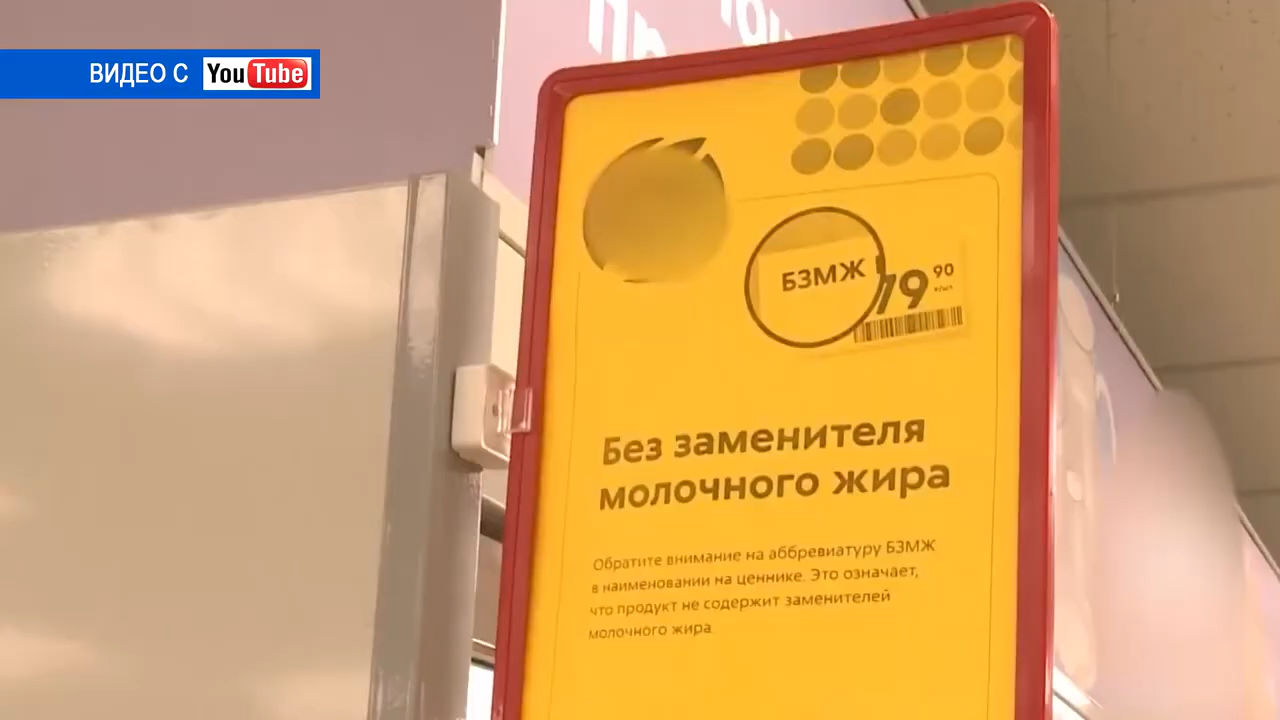 ВИДЕО С YouTube
БЗМЖ
79 90
Без заменителя
молочного жира
Обратите внимание на аббревиатуру БЗМЖ
в наименовании на ценнике. Это означает,
что продукт не содержит заменителей
молочного жира